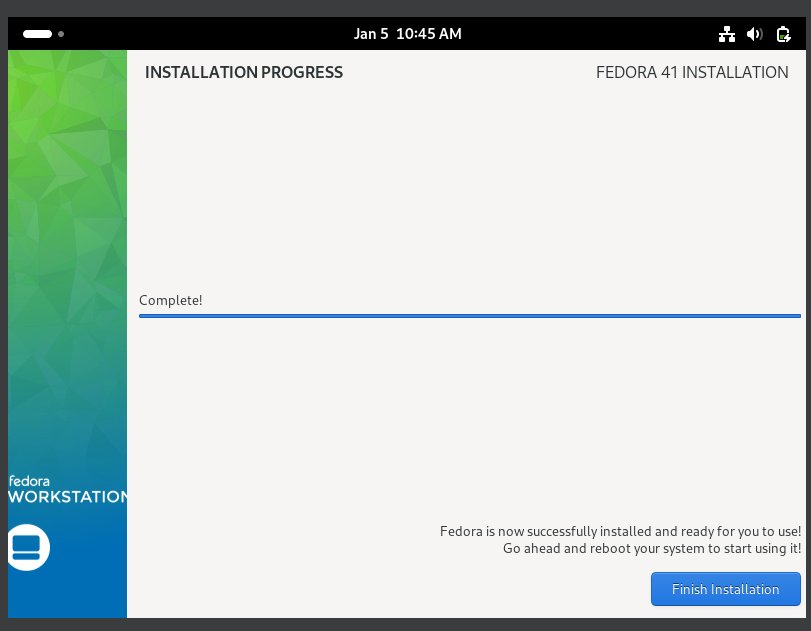 Jan 5 10:45 AM
INSTALLATION PROGRESS
FEDORA 41 INSTALLATION
Complete!
fedora
WORKSTATION
Fedora is now successfully installed and ready for you to use!
Go ahead and reboot your system to start using it!
Finish Installation